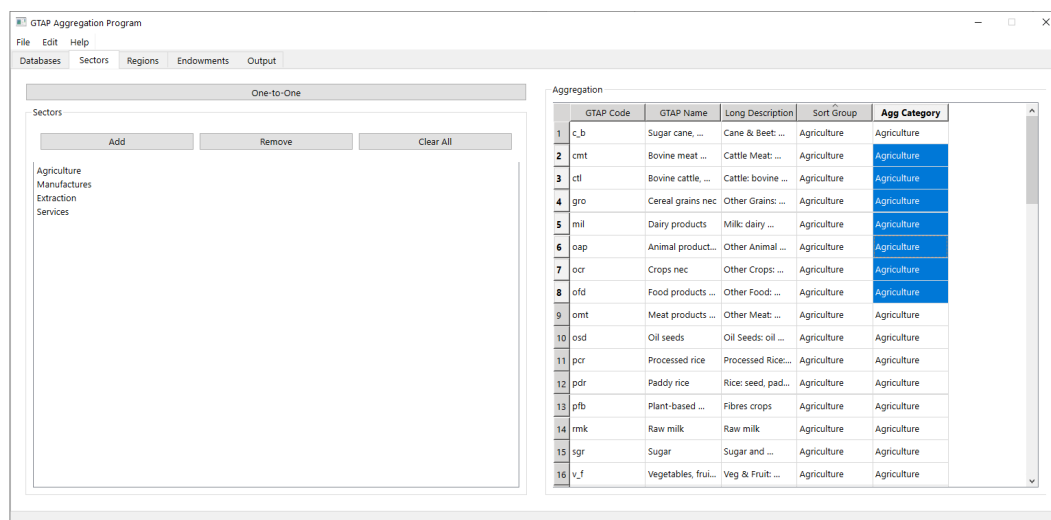 GTAP Aggregation Program
File Edit Help
Databases Sectors Regions Endowments Output
One-to-One
Sectors
Add Remove Clear All
Agriculture
Manufactures
Extraction
Services
Aggregation
GTAP Code GTAP Name Long Description Sort Group Agg Category
1 c_b Sugar cane, ... Cane & Beet: ... Agriculture Agriculture
2 cmt Bovine meat ... Cattle Meat: ... Agriculture Agriculture
3 ctl Bovine cattle, ... Cattle: bovine ... Agriculture Agriculture
4 gro Cereal grains nec Other Grains: ... Agriculture Agriculture
5 mil Dairy products Milk: dairy ... Agriculture Agriculture
6 oap Animal product... Other Animal ... Agriculture Agriculture
7 ocr Crops nec Other Crops: ... Agriculture Agriculture
8 ofd Food products ... Other Food: ... Agriculture Agriculture
9 omt Meat products ... Other Meat: ... Agriculture Agriculture
10 osd Oil seeds Oil Seeds: oil ... Agriculture Agriculture
11 pcr Processed rice Processed Rice:... Agriculture Agriculture
12 pdr Paddy rice Rice: seed, pad... Agriculture Agriculture
13 pfb Plant-based ... Fibres crops Agriculture Agriculture
14 rmk Raw milk Raw milk Agriculture Agriculture
15 sgr Sugar Sugar and ... Agriculture Agriculture
16 v_f Vegetables, frui... Veg & Fruit: ... Agriculture Agriculture